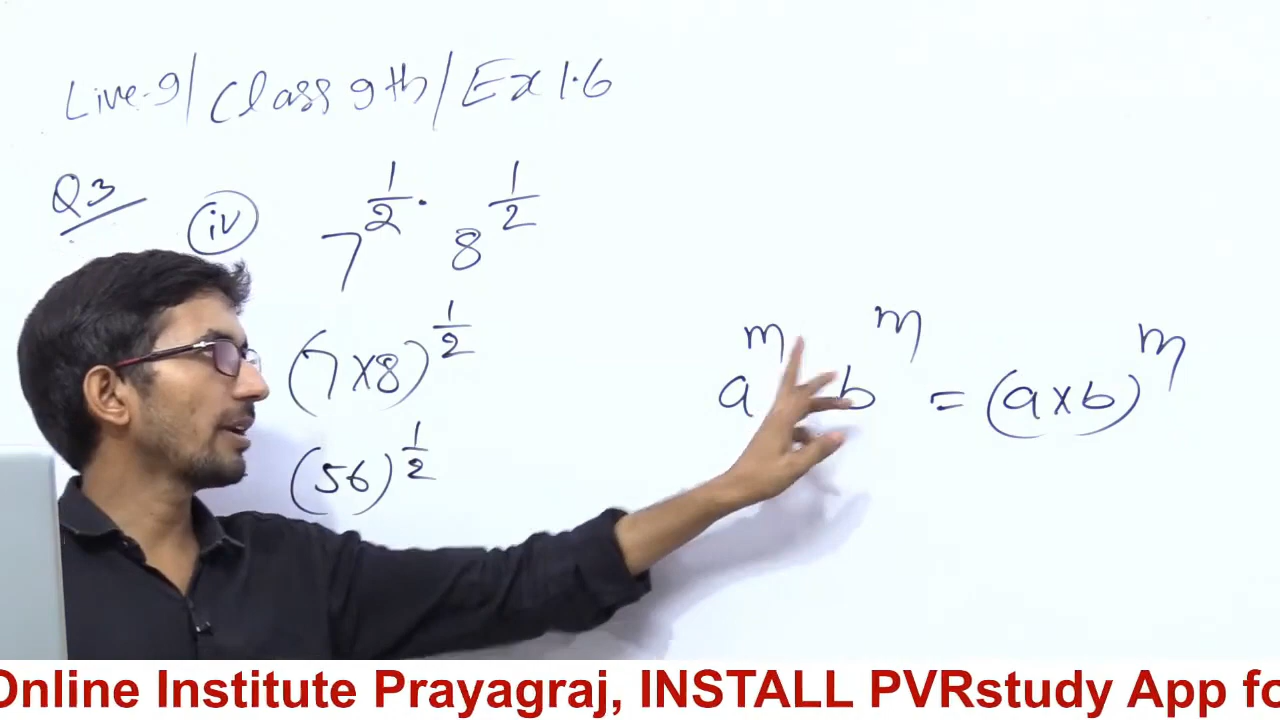 Live-9/Class 9th/Ex 1.6
Q3
(iv) 7^{1/2} · 8^{1/2}
(7×8)^{1/2}
(56)^{1/2}
a^m b^m = (a×b)^m
Online Institute Prayagraj, INSTALL PVRstudy App fo